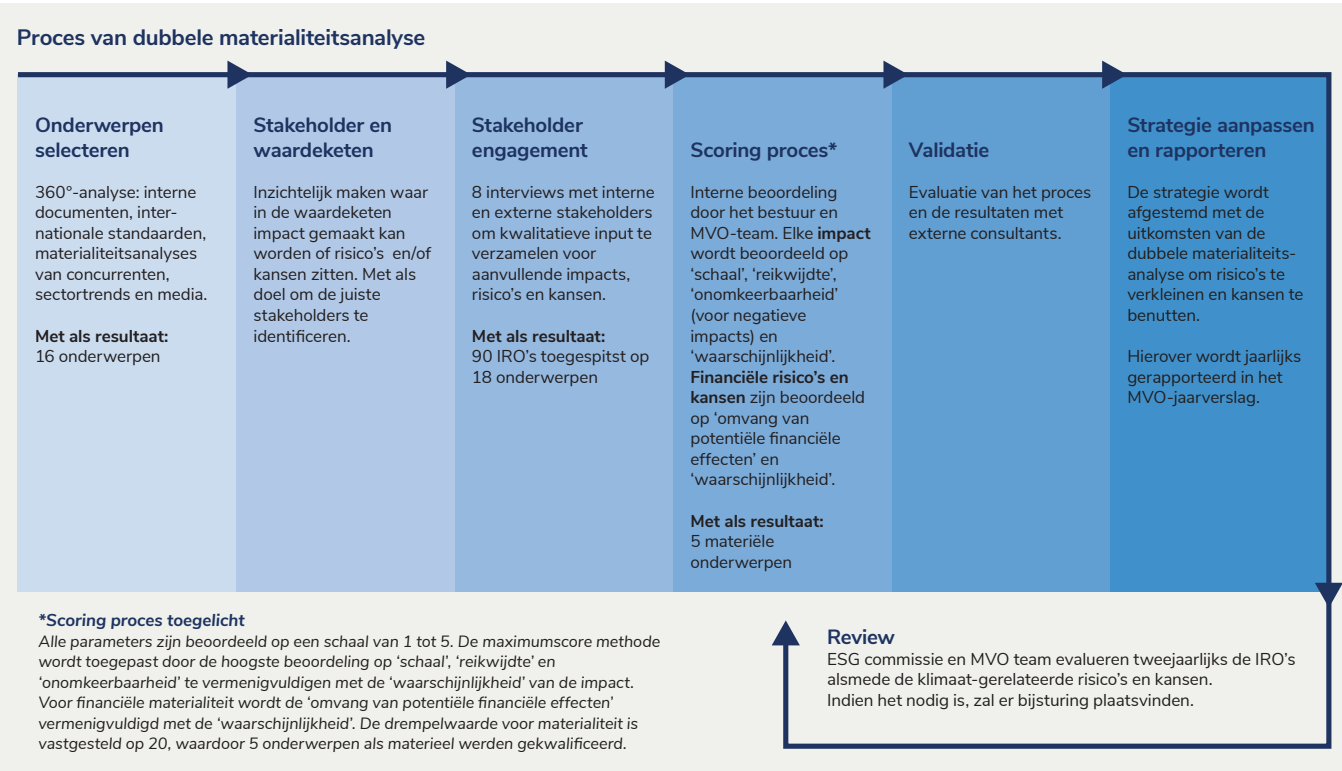 Proces van dubbele materialiteitsanalyse
Onderwerpen
selecteren
360°-analyse: interne
documenten, inter-
nationale standaarden,
materialiteitsanalyses
van concurrenten,
sectortrends en media.
Met als resultaat:
16 onderwerpen
Stakeholder en
waardeketen
Inzichtelijk maken waar
in de waardeketen
impact gemaakt kan
worden of risico’s en/of
kansen zitten. Met als
doel om de juiste
stakeholders te
identificeren.
Stakeholder
engagement
8 interviews met interne
en externe stakeholders
om kwalitatieve input te
verzamelen voor
aanvullende impacts,
risico’s en kansen.
Met als resultaat:
90 IRO’s toegespitst op
18 onderwerpen
Scoring proces*
Interne beoordeling
door het bestuur en
MVO-team. Elke impact
wordt beoordeeld op
‘schaal’, ‘reikwijdte’,
‘onomkeerbaarheid’
(voor negatieve
impacts) en
‘waarschijnlijkheid’.
Financiële risico’s en
kansen zijn beoordeeld
op ‘omvang van
potentiële financiële
effecten’ en
‘waarschijnlijkheid’.
Met als resultaat:
5 materiële
onderwerpen
Validatie
Evaluatie van het proces
en de resultaten met
externe consultants.
Strategie aanpassen
en rapporteren
De strategie wordt
afgestemd met de
uitkomsten van de
dubbele materialiteits-
analyse om risico’s te
verkleinen en kansen te
benutten.
Hierover wordt jaarlijks
gerapporteerd in het
MVO-jaarverslag.
*Scoring proces toegelicht
Alle parameters zijn beoordeeld op een schaal van 1 tot 5. De maximumscore methode
wordt toegepast door de hoogste beoordeling op ‘schaal’, ‘reikwijdte’ en
‘onomkeerbaarheid’ te vermenigvuldigen met de ‘waarschijnlijkheid’ van de impact.
Voor financiële materialiteit wordt de ‘omvang van potentiële financiële effecten’
vermenigvuldigd met de ‘waarschijnlijkheid’. De drempelwaarde voor materialiteit is
vastgesteld op 20, waardoor 5 onderwerpen als materieel werden gekwalificeerd.
Review
ESG commissie en MVO team evalueren tweejaarlijks de IRO’s
alsmede de klimaat-gerelateerde risico’s en kansen.
Indien het nodig is, zal er bijsturing plaatsvinden.